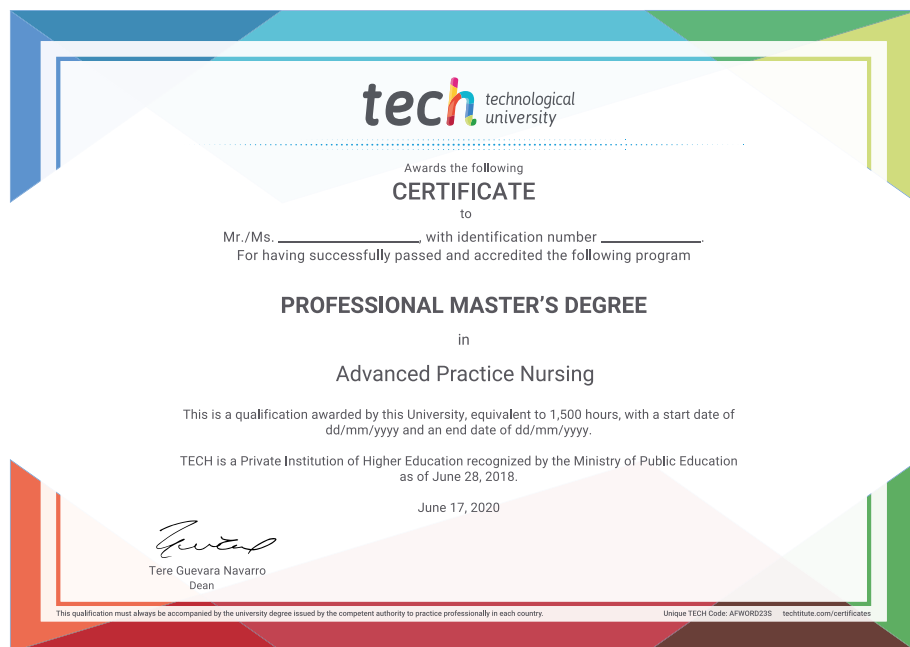 tech technological
university
Awards the following
CERTIFICATE
to
Mr./Ms. ____________________, with identification number ______________.
For having successfully passed and accredited the following program
PROFESSIONAL MASTER'S DEGREE
in
Advanced Practice Nursing
This is a qualification awarded by this University, equivalent to 1,500 hours, with a start date of
dd/mm/yyyy and an end date of dd/mm/yyyy.
TECH is a Private Institution of Higher Education recognized by the Ministry of Public Education
as of June 28, 2018.
June 17, 2020
Tere Guevara Navarro
Dean
This qualification must always be accompanied by the university degree issued by the competent authority to practice professionally in each country. Unique TECH Code: AFWORD23S techtitute.com/certificates